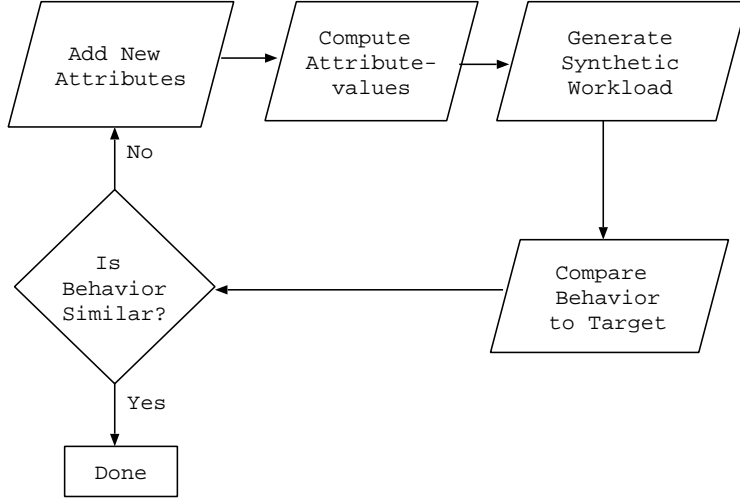 Add New
Attributes
Compute
Attribute-
values
Generate
Synthetic
Workload
No
Is
Behavior
Similar?
Compare
Behavior
to Target
Yes
Done